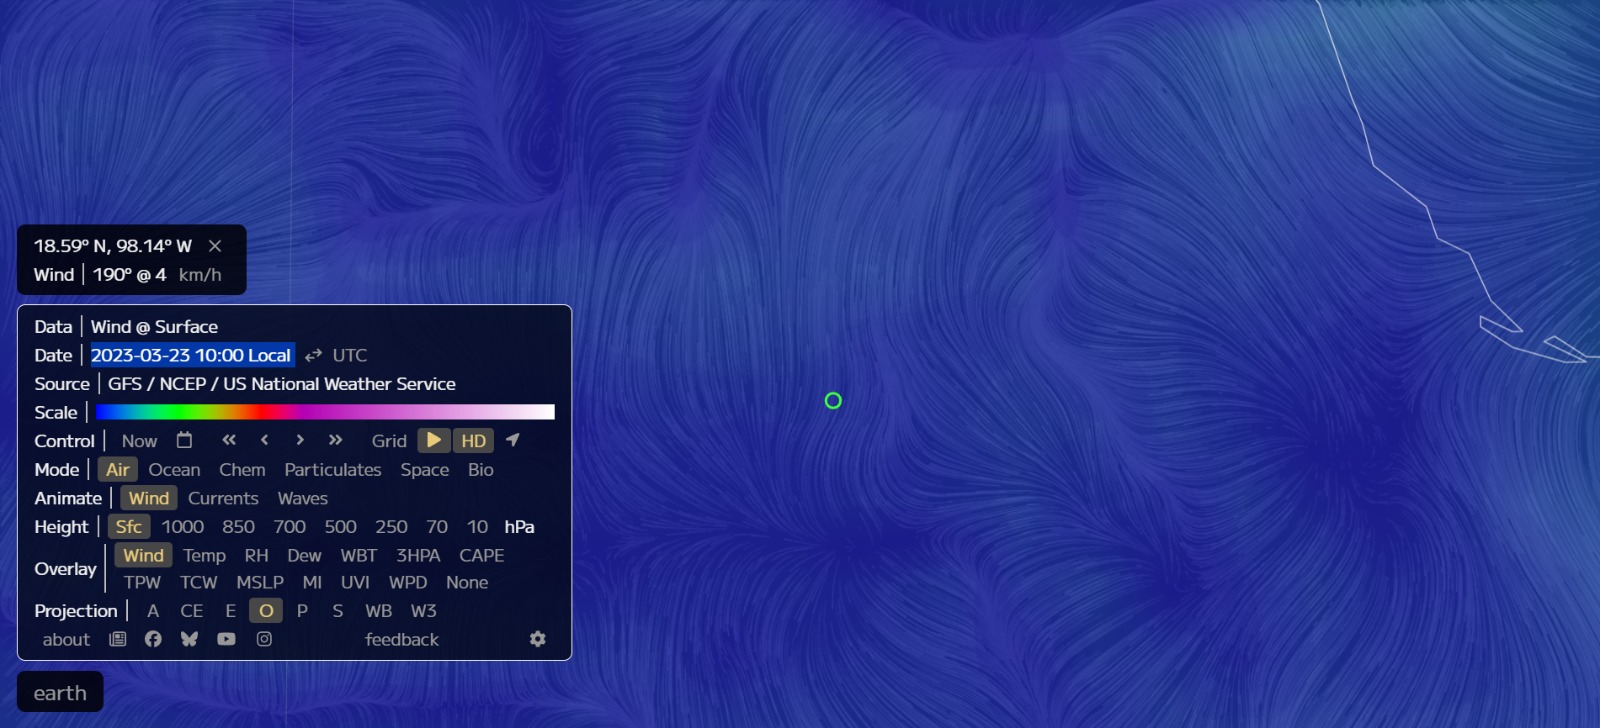 18.59° N, 98.14° W ×
Wind | 190° @ 4 km/h
Data | Wind @ Surface
Date | 2023-03-23 10:00 Local ⇄ UTC
Source | GFS / NCEP / US National Weather Service
Scale |
Control | Now « ‹ › » Grid HD
Mode | Air Ocean Chem Particulates Space Bio
Animate | Wind Currents Waves
Height | Sfc 1000 850 700 500 250 70 10 hPa
Overlay | Wind Temp RH Dew WBT 3HPA CAPE
TPW TCW MSLP MI UVI WPD None
Projection | A CE E O P S WB W3
about feedback
earth